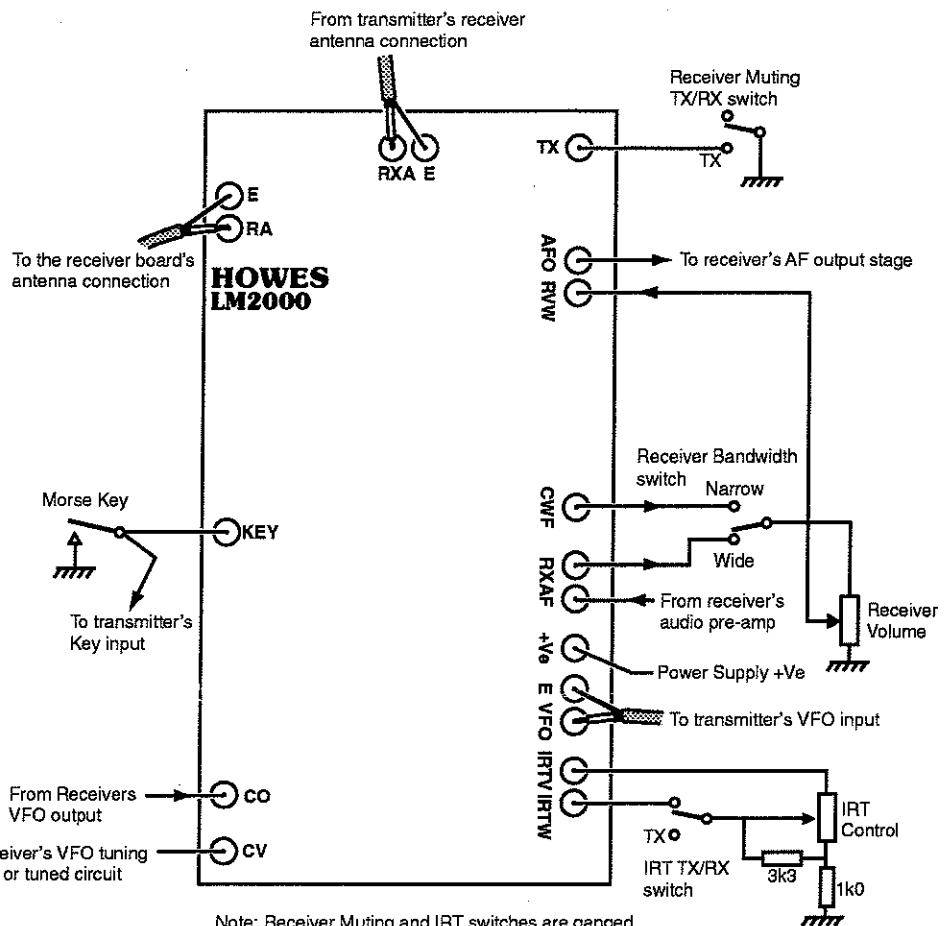 From transmitter's receiver
antenna connection
Receiver Muting
TX/RX switch
TX
TX
RXA E
E
RA
To the receiver board's
antenna connection
HOWES
LM2000
AFO
To receiver's AF output stage
RVW
Receiver Bandwidth
switch
Narrow
CWF
Wide
Morse Key
KEY
To transmitter's
Key input
RXAF
From receiver's
audio pre-amp
Receiver
Volume
+Ve
Power Supply +Ve
E
VFO
To transmitter's VFO input
IRTV
IRTW
IRT
Control
TX
IRT TX/RX
switch
3k3
1k0
From Receivers
VFO output
CO
eiver's VFO tuning
or tuned circuit
CV
Note: Receiver Muting and IRT switches are ganged